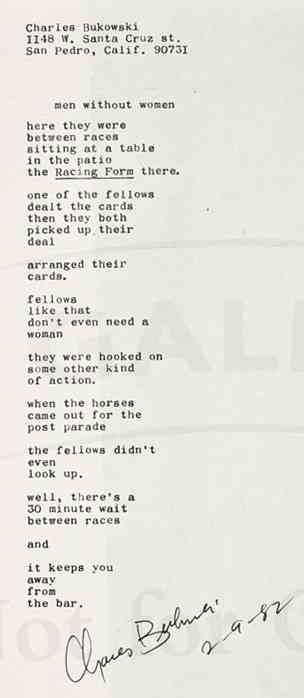 Charles Bukowski
1148 W. Santa Cruz st.
San Pedro, Calif. 90731
men without women
here they were
between races
sitting at a table
in the patio
the Racing Form there.
one of the fellows
dealt the cards
then they both
picked up their
deal
arranged their
cards.
fellows
like that
don't even need a
woman
they were hooked on
some other kind
of action.
when the horses
came out for the
post parade
the fellows didn't
even
look up.
well, there's a
30 minute wait
between races
and
it keeps you
away
from
the bar.
Charles Bukowski
2-9-82
Not for